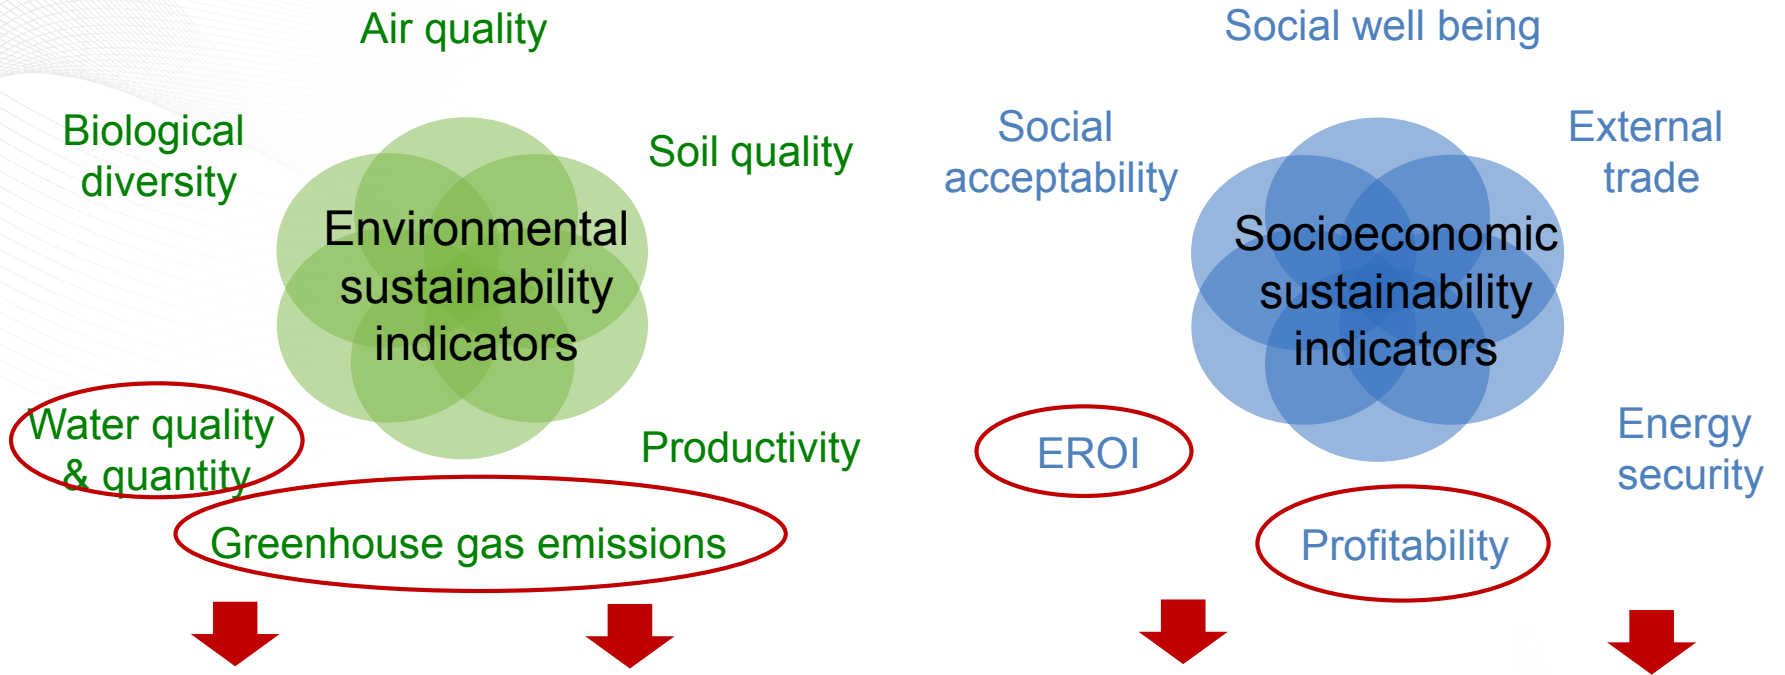 Air quality
Biological
diversity
Soil quality
Environmental
sustainability
indicators
Water quality
& quantity
Productivity
Greenhouse gas emissions
Social well being
Social
acceptability
External
trade
Socioeconomic
sustainability
indicators
EROI
Energy
security
Profitability